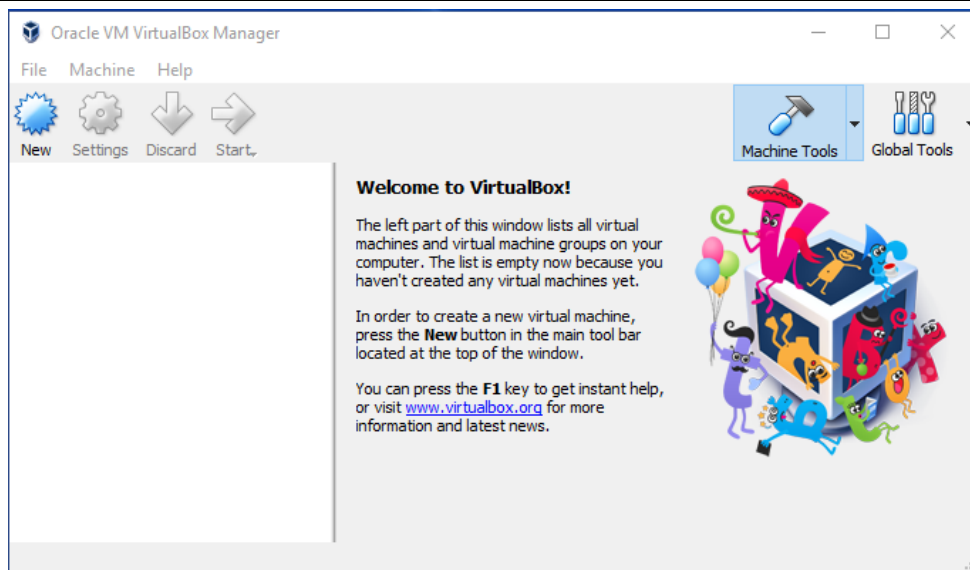 Oracle VM VirtualBox Manager
File Machine Help
New Settings Discard Start
Machine Tools Global Tools
Welcome to VirtualBox!
The left part of this window lists all virtual
machines and virtual machine groups on your
computer. The list is empty now because you
haven't created any virtual machines yet.
In order to create a new virtual machine,
press the New button in the main tool bar
located at the top of the window.
You can press the F1 key to get instant help,
or visit www.virtualbox.org for more
information and latest news.